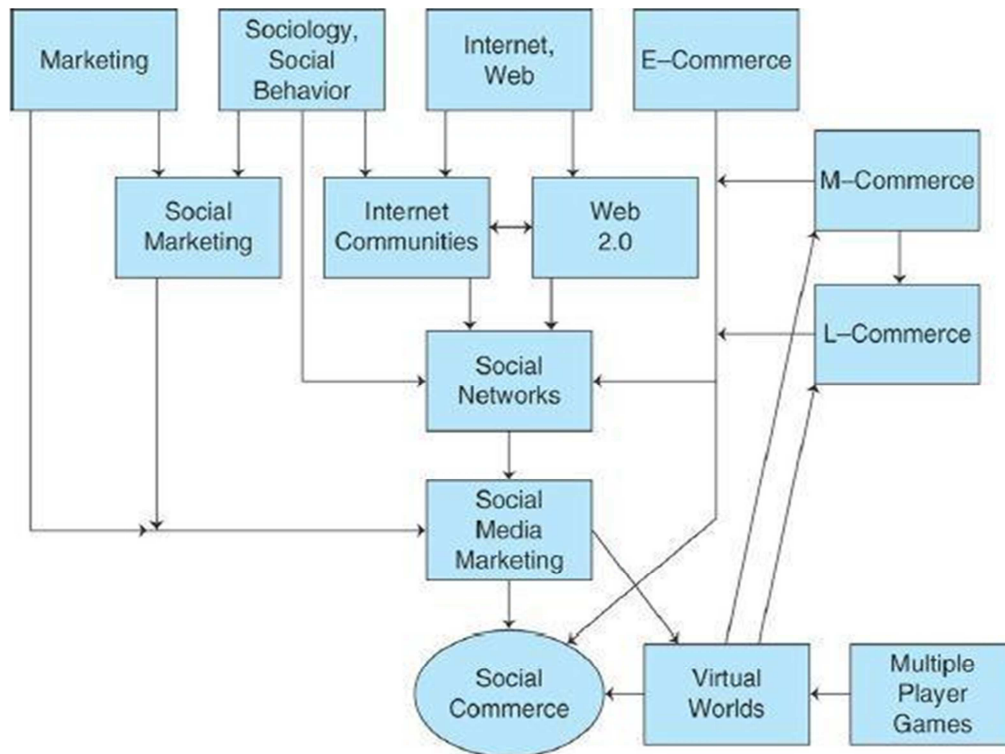 Marketing
Sociology,
Social
Behavior
Internet,
Web
E–Commerce
M–Commerce
Social
Marketing
Internet
Communities
Web
2.0
L–Commerce
Social
Networks
Social
Media
Marketing
Social
Commerce
Virtual
Worlds
Multiple
Player
Games